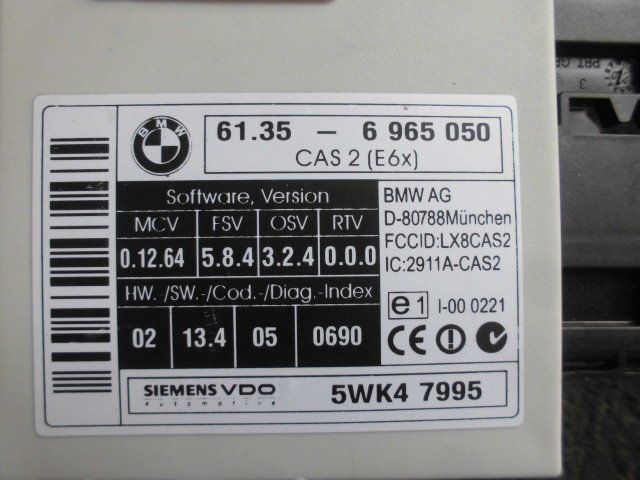 BMW
61.35 – 6 965 050
CAS 2 (E6x)
Software, Version
MCV FSV OSV RTV
0.12.64 5.8.4 3.2.4 0.0.0
HW. -/SW.-/Cod.-/Diag.-Index
02 13.4 05 0690
BMW AG
D-80788München
FCCID:LX8CAS2
IC:2911A-CAS2
e1 I-00 0221
CE
SIEMENS VDO
Automotive
5WK4 7995
3
PBT